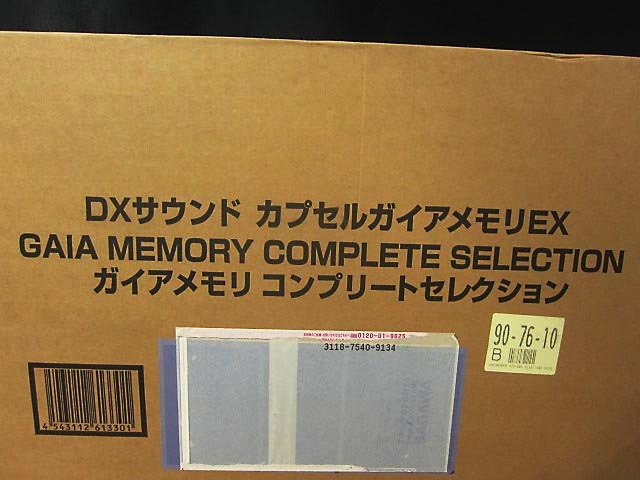 DXサウンド カプセルガイアメモリEX
GAIA MEMORY COMPLETE SELECTION
ガイアメモリ コンプリートセレクション
0120-01-9625
3118-7540-9134
90-76-10
B
4 543112 613301